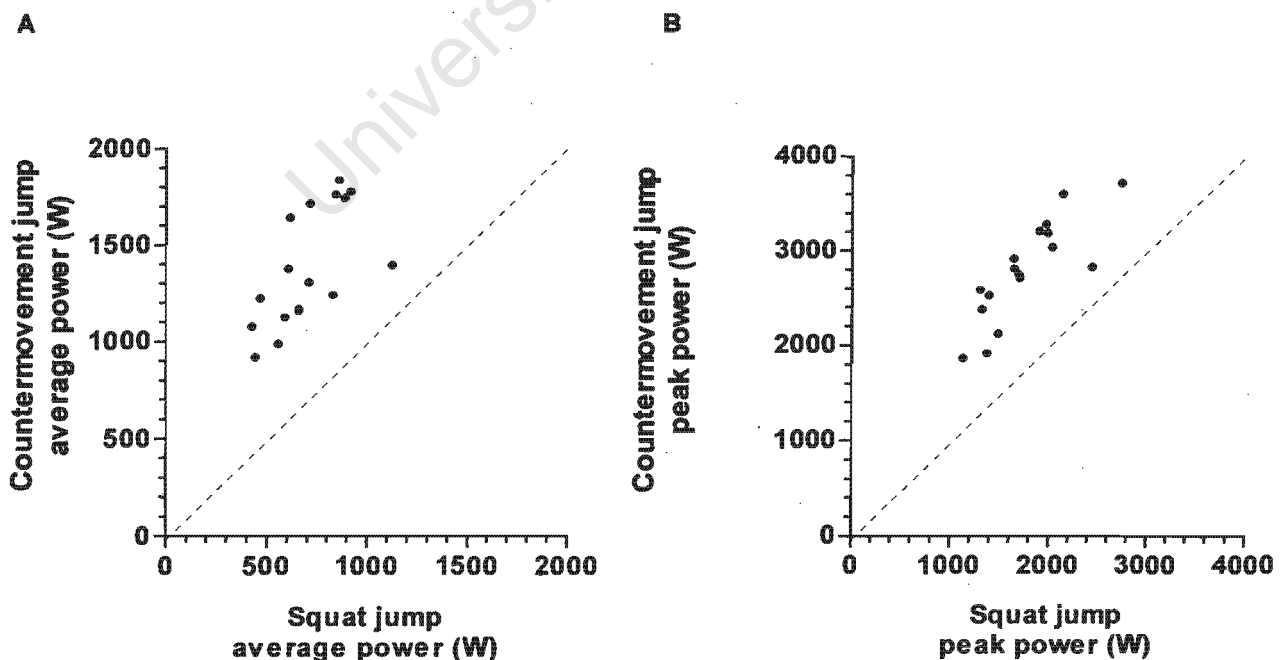 A
B
Universi
2000
1500
1000
500
0
Countermovement jump
average power (W)
0
500
1000
1500
2000
Squat jump
average power (W)
4000
3000
2000
1000
0
Countermovement jump
peak power (W)
0
1000
2000
3000
4000
Squat jump
peak power (W)